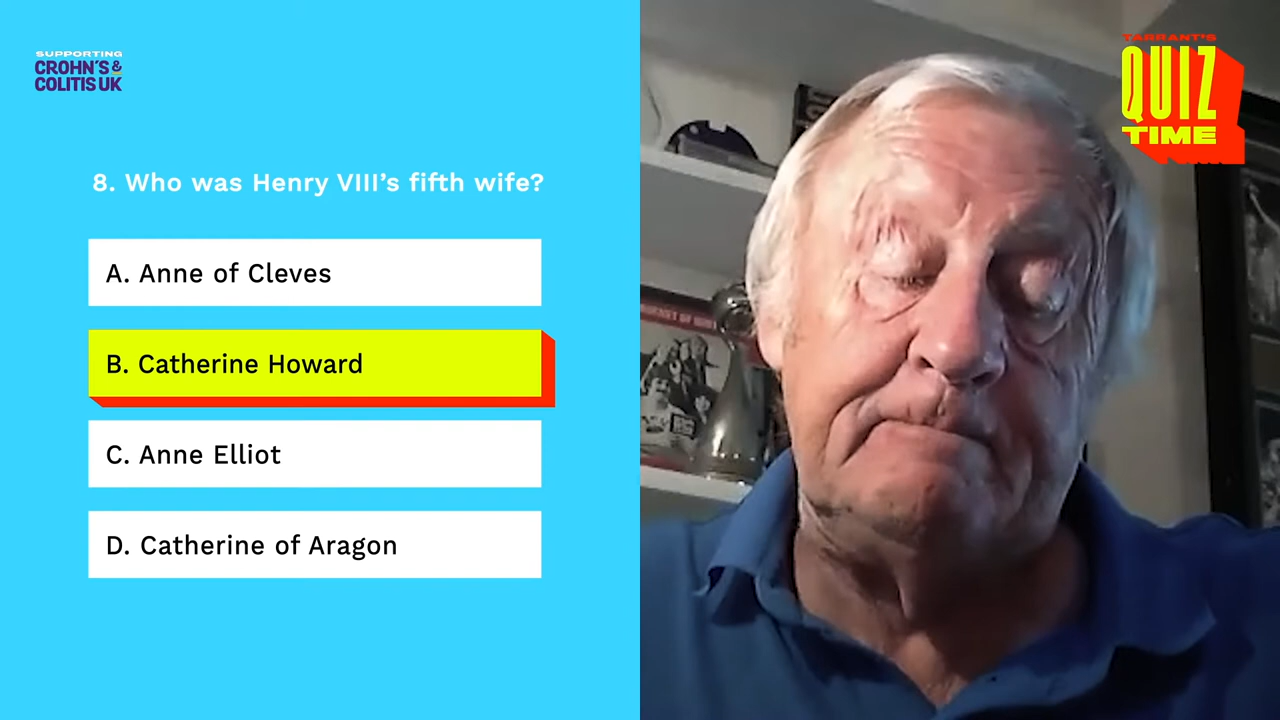 SUPPORTING
CROHN'S &
COLITIS UK
TARRANT'S
QUIZ
TIME
8. Who was Henry VIII's fifth wife?
A. Anne of Cleves
B. Catherine Howard
C. Anne Elliot
D. Catherine of Aragon